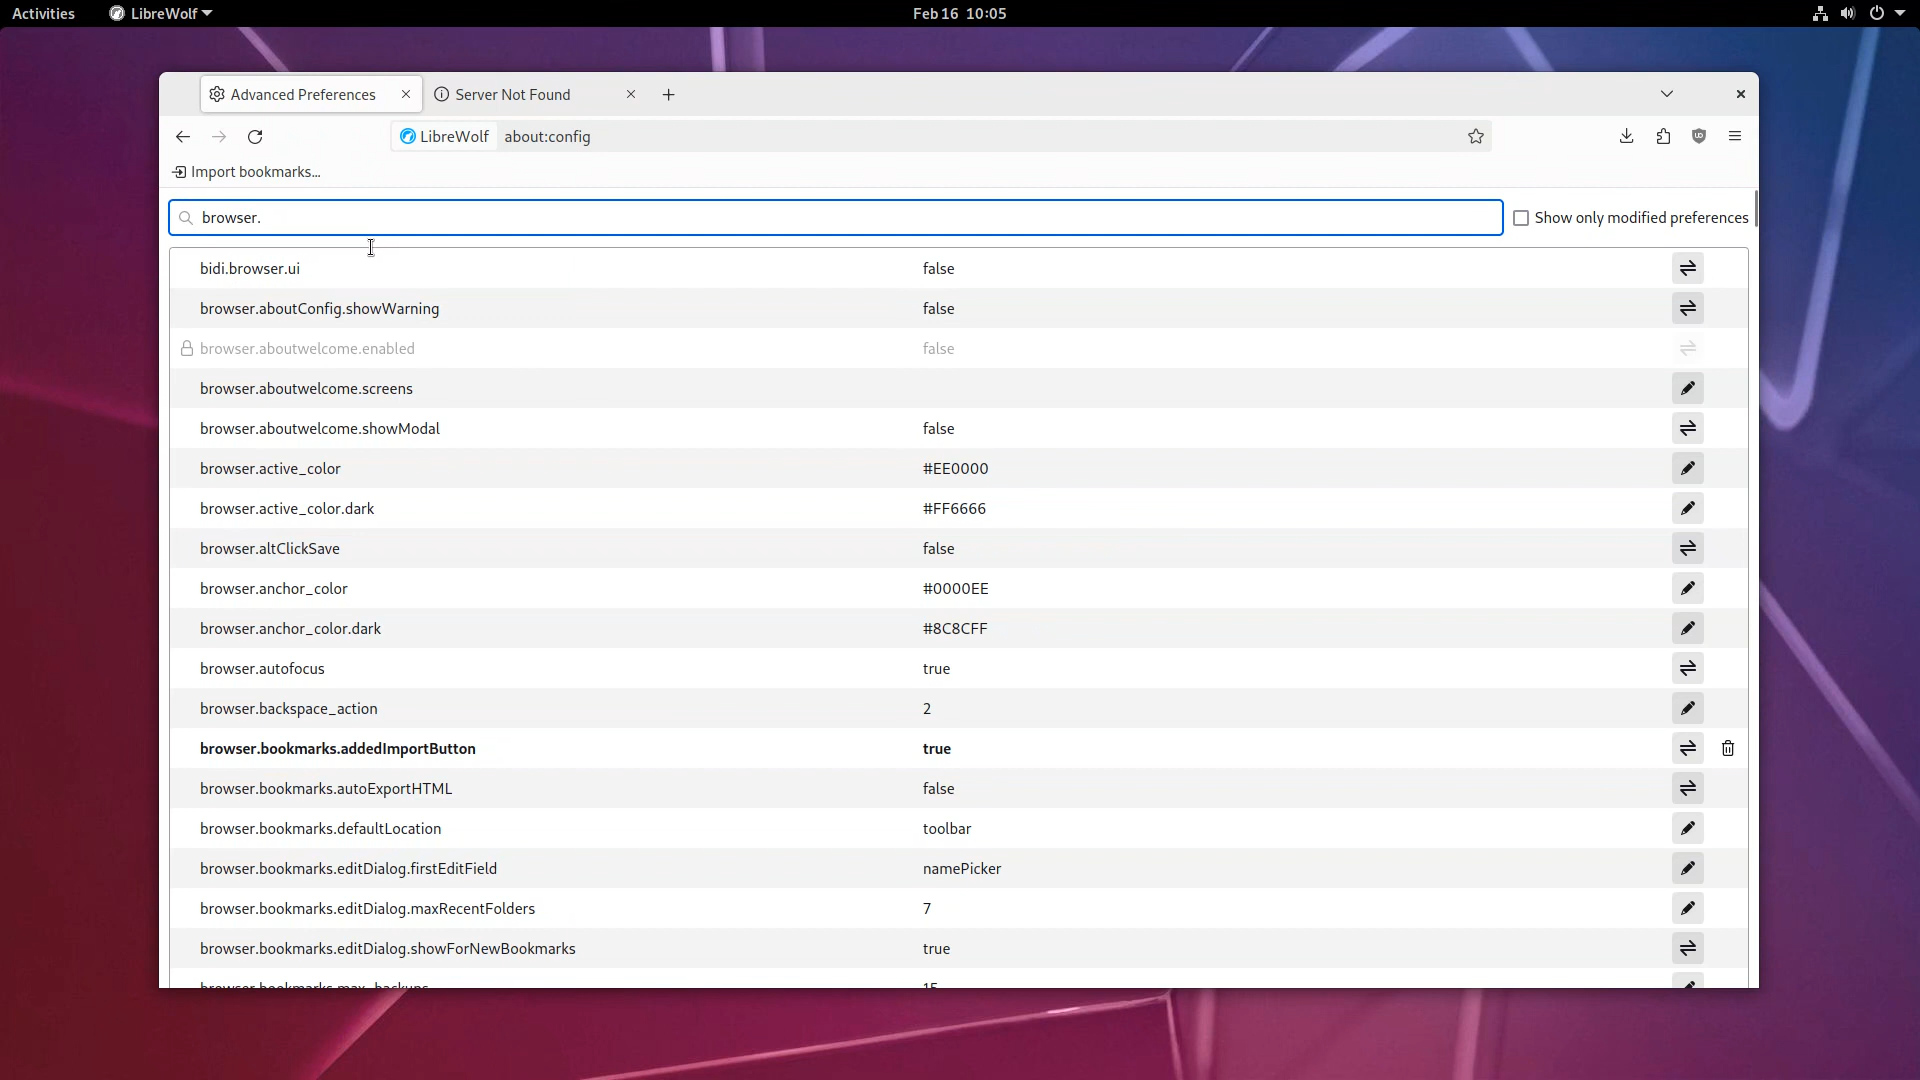 Activities
LibreWolf
Feb 16 10:05
Advanced Preferences
Server Not Found
LibreWolf
about:config
Import bookmarks...
browser.
Show only modified preferences
bidi.browser.ui false
browser.aboutConfig.showWarning false
browser.aboutwelcome.enabled false
browser.aboutwelcome.screens
browser.aboutwelcome.showModal false
browser.active_color #EE0000
browser.active_color.dark #FF6666
browser.altClickSave false
browser.anchor_color #0000EE
browser.anchor_color.dark #8C8CFF
browser.autofocus true
browser.backspace_action 2
browser.bookmarks.addedImportButton true
browser.bookmarks.autoExportHTML false
browser.bookmarks.defaultLocation toolbar
browser.bookmarks.editDialog.firstEditField namePicker
browser.bookmarks.editDialog.maxRecentFolders 7
browser.bookmarks.editDialog.showForNewBookmarks true
browser.bookmarks.max_backups 15